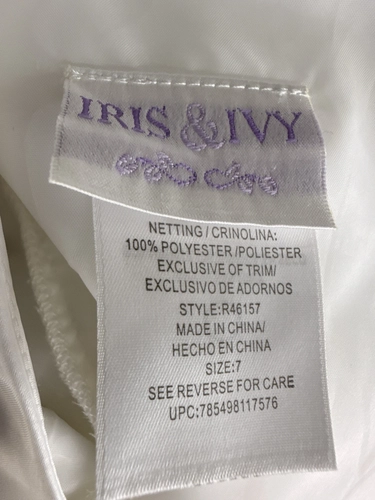 IRIS & IVY
NETTING / CRINOLINA:
100% POLYESTER /POLIESTER
EXCLUSIVE OF TRIM/
EXCLUSIVO DE ADORNOS
STYLE:R46157
MADE IN CHINA/
HECHO EN CHINA
SIZE:7
SEE REVERSE FOR CARE
UPC:785498117576